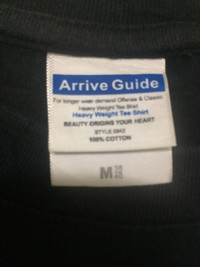 Arrive Guide
For longer wear demand Offense & Classic
Heavy Weight Tee Shirt
Heavy Weight Tee Shirt
BEAUTY ORIGINS YOUR HEART
STYLE 0942
100% COTTON
M